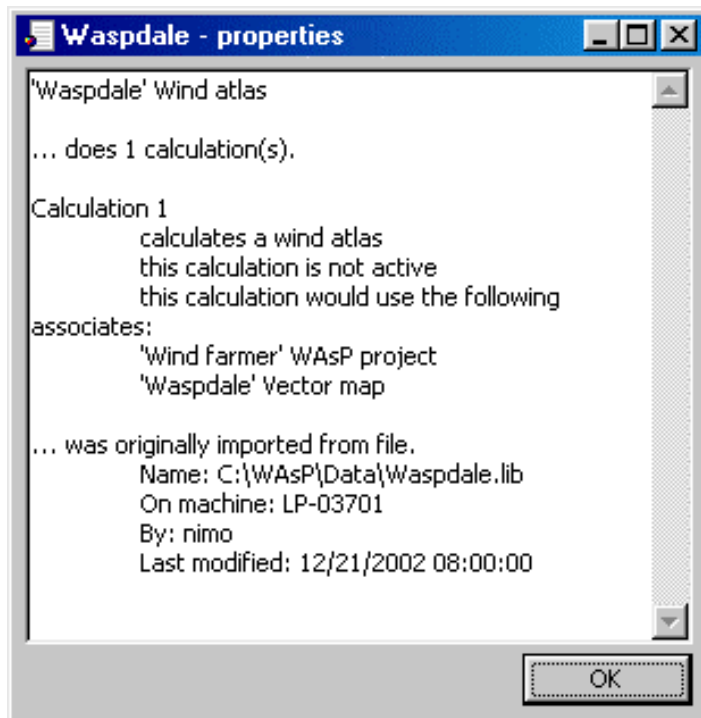 Waspdale - properties
'Waspdale' Wind atlas
... does 1 calculation(s).
Calculation 1
calculates a wind atlas
this calculation is not active
this calculation would use the following
associates:
'Wind farmer' WAsP project
'Waspdale' Vector map
... was originally imported from file.
Name: C:\WAsP\Data\Waspdale.lib
On machine: LP-03701
By: nimo
Last modified: 12/21/2002 08:00:00
OK